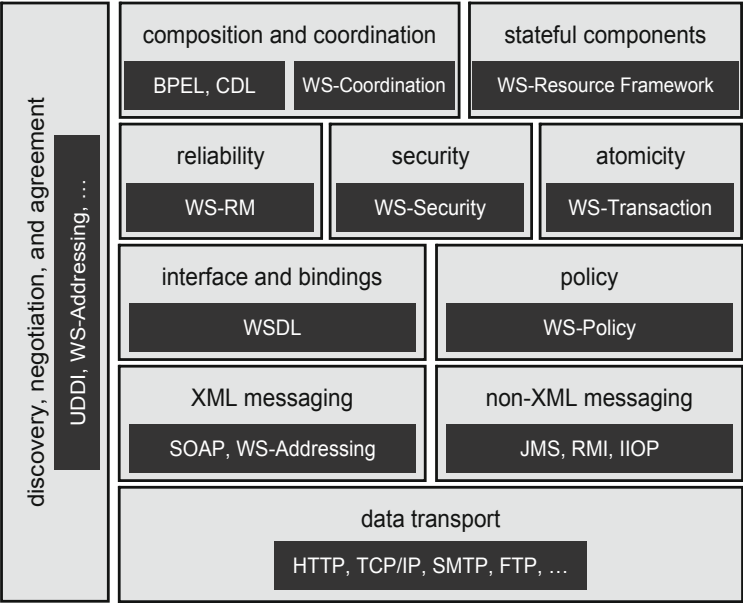 discovery, negotiation, and agreement
UDDI, WS-Addressing, …
composition and coordination
BPEL, CDL
WS-Coordination
stateful components
WS-Resource Framework
reliability
WS-RM
security
WS-Security
atomicity
WS-Transaction
interface and bindings
WSDL
policy
WS-Policy
XML messaging
SOAP, WS-Addressing
non-XML messaging
JMS, RMI, IIOP
data transport
HTTP, TCP/IP, SMTP, FTP, …